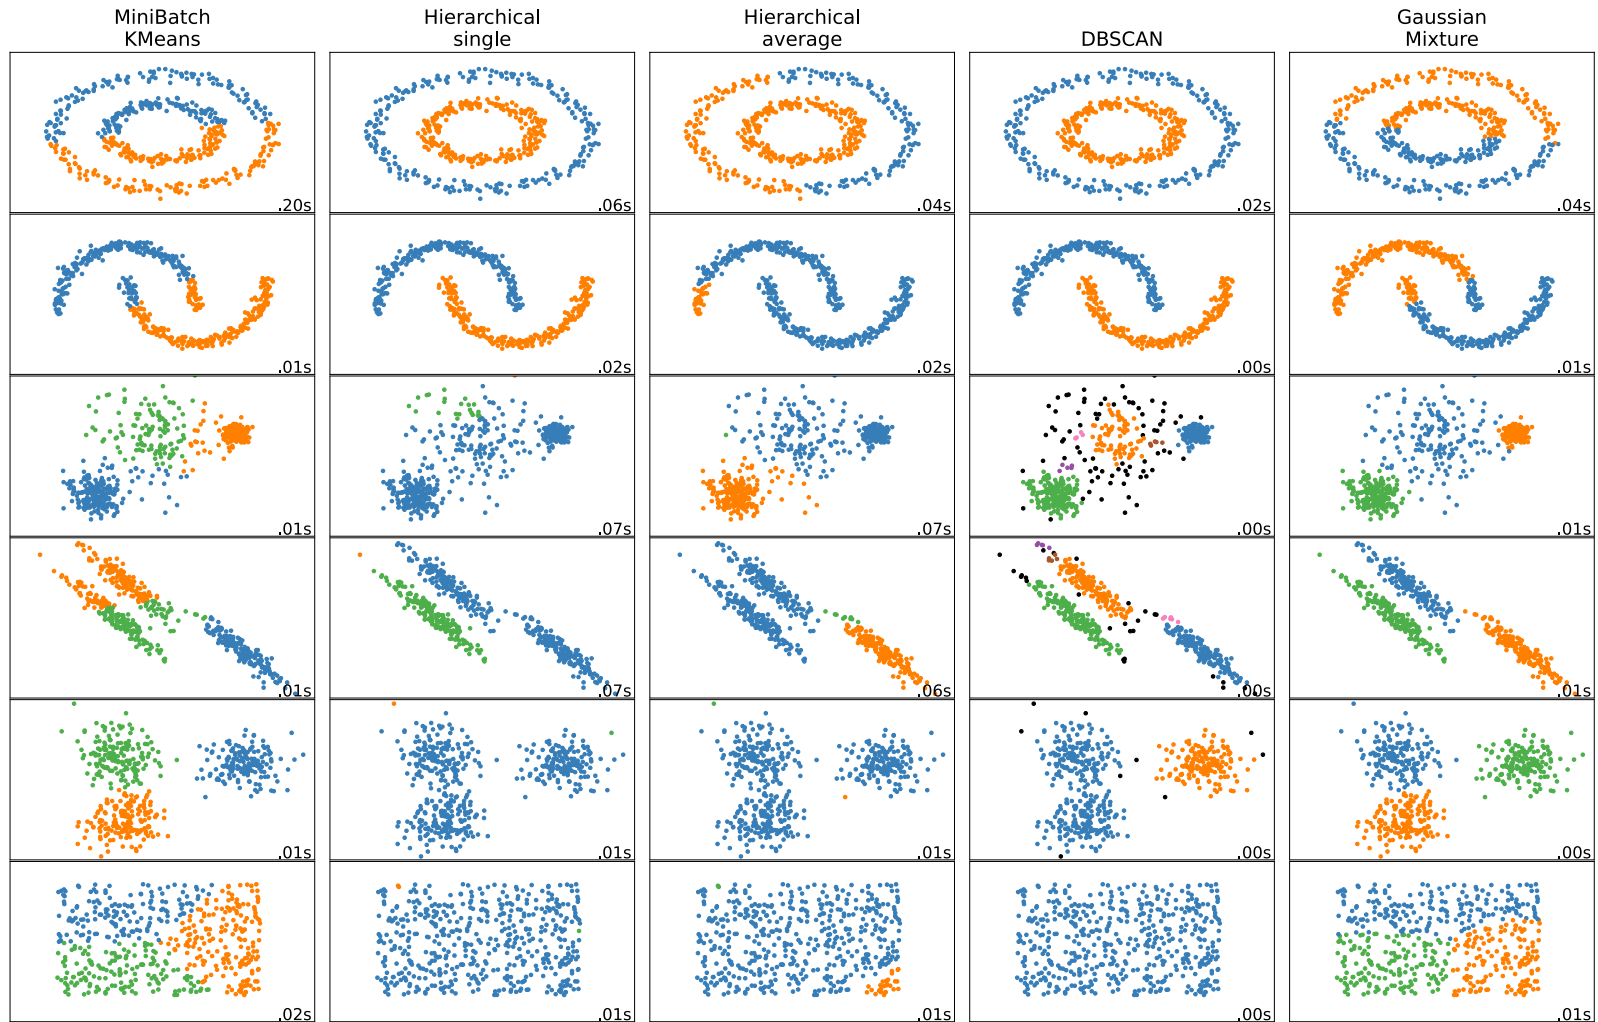 MiniBatch
KMeans
Hierarchical
single
Hierarchical
average
DBSCAN
Gaussian
Mixture
.20s
.06s
.04s
.02s
.04s
.01s
.02s
.02s
.00s
.01s
.01s
.07s
.07s
.00s
.01s
.01s
.07s
.06s
.00s
.01s
.01s
.01s
.01s
.00s
.00s
.02s
.01s
.01s
.00s
.01s